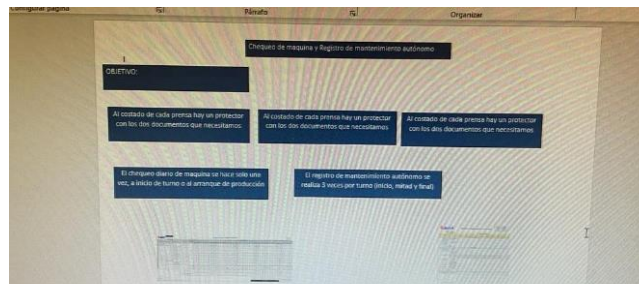 Configurar página
Párrafo
Organizar
Chequeo de maquina y Registro de mantenimiento autónomo
OBJETIVO:
Al costado de cada prensa hay un protector
con los dos documentos que necesitamos
Al costado de cada prensa hay un protector
con los dos documentos que necesitamos
Al costado de cada prensa hay un protector
con los dos documentos que necesitamos
El chequeo diario de maquina se hace solo una
vez, a inicio de turno o al arranque de producción
El registro de mantenimiento autónomo se
realiza 3 veces por turno (inicio, mitad y final)